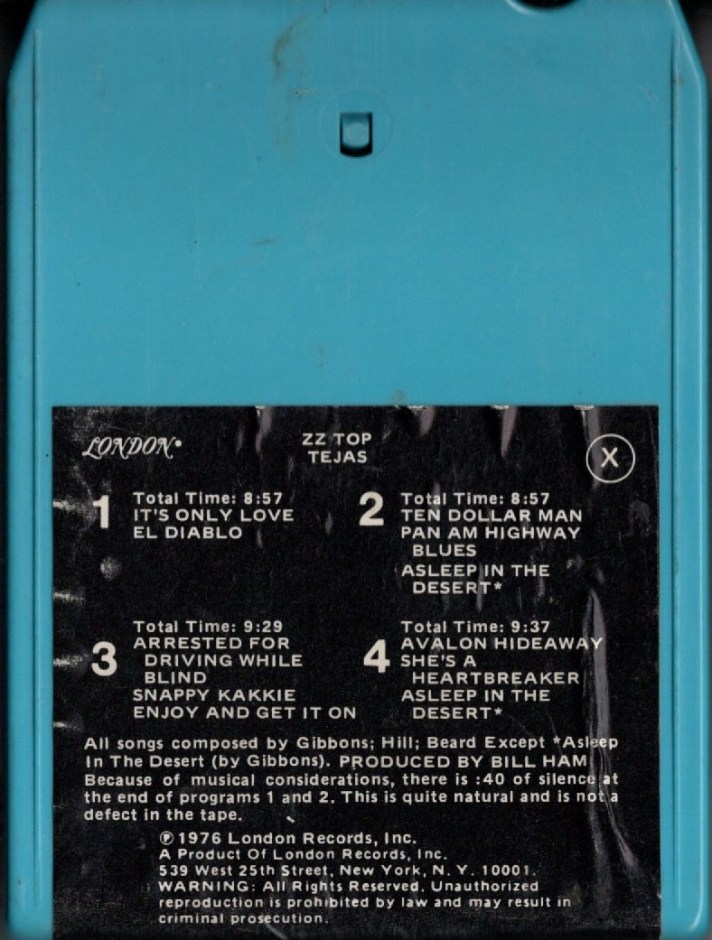 LONDON®
ZZ TOP
TEJAS
X
1
Total Time: 8:57
IT'S ONLY LOVE
EL DIABLO
2
Total Time: 8:57
TEN DOLLAR MAN
PAN AM HIGHWAY
BLUES
ASLEEP IN THE
DESERT*
3
Total Time: 9:29
ARRESTED FOR
DRIVING WHILE
BLIND
SNAPPY KAKKIE
ENJOY AND GET IT ON
4
Total Time: 9:37
AVALON HIDEAWAY
SHE'S A
HEARTBREAKER
ASLEEP IN THE
DESERT*
All songs composed by Gibbons; Hill; Beard Except *Asleep
In The Desert (by Gibbons). PRODUCED BY BILL HAM
Because of musical considerations, there is :40 of silence at
the end of programs 1 and 2. This is quite natural and is not a
defect in the tape.
℗ 1976 London Records, Inc.
A Product Of London Records, Inc.
539 West 25th Street, New York, N. Y. 10001.
WARNING: All Rights Reserved. Unauthorized
reproduction is prohibited by law and may result in
criminal prosecution.